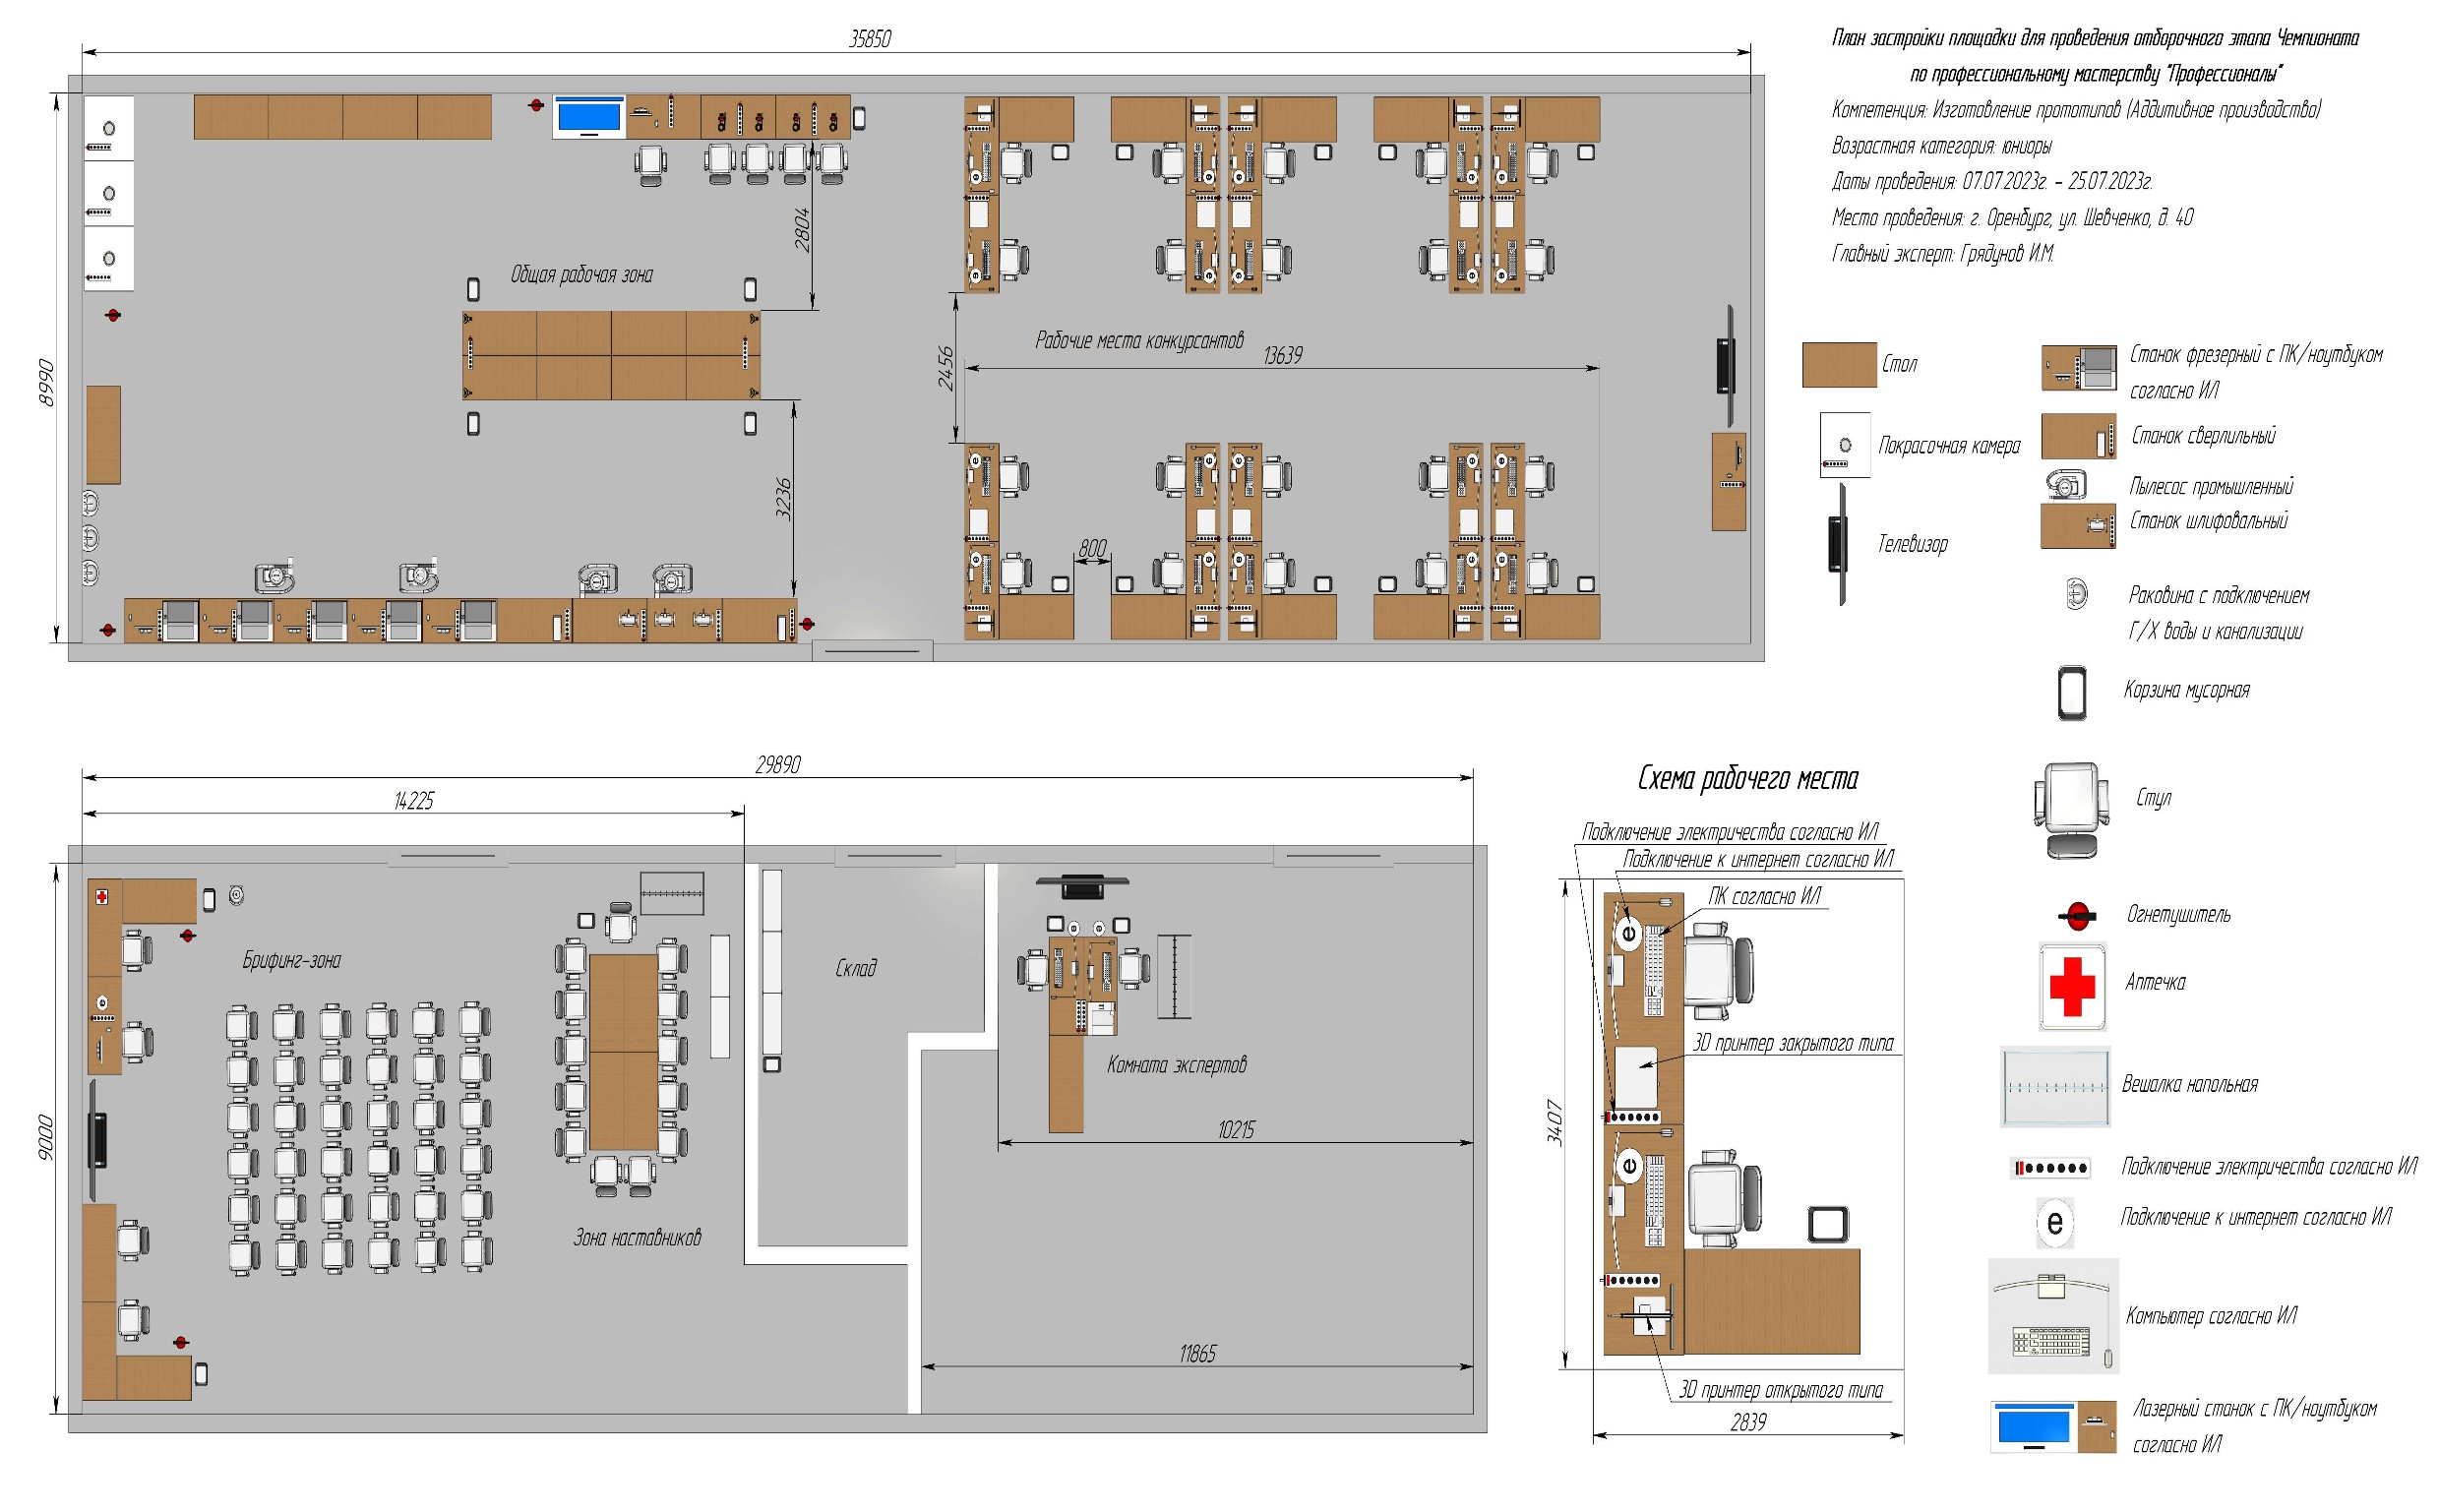 План застройки площадки для проведения отборочного этапа Чемпионата
по профессиональному мастерству "Профессионалы"
Компетенция: Изготовление прототипов (Аддитивное производство)
Возрастная категория: юниоры
Даты проведения: 07.07.2023г. - 25.07.2023г.
Место проведения: г. Оренбург, ул. Шевченко, д. 40
Главный эксперт: Грядунов И.М.
35850
8990
2804
Общая рабочая зона
3236
Рабочие места конкурсантов
13639
2456
800
Стол
Покрасочная камера
Телевизор
Станок фрезерный с ПК/ноутбуком
согласно ИЛ
Станок сверлильный
Пылесос промышленный
Станок шлифовальный
Раковина с подключением
Г/Х воды и канализации
Корзина мусорная
Стул
Огнетушитель
Аптечка
Вешалка напольная
Подключение электричества согласно ИЛ
Подключение к интернет согласно ИЛ
Компьютер согласно ИЛ
Лазерный станок с ПК/ноутбуком
согласно ИЛ
29890
14225
9000
Брифинг-зона
Зона наставников
Склад
Комната экспертов
10215
11865
Схема рабочего места
Подключение электричества согласно ИЛ
Подключение к интернет согласно ИЛ
ПК согласно ИЛ
3D принтер закрытого типа
3407
3D принтер открытого типа
2839